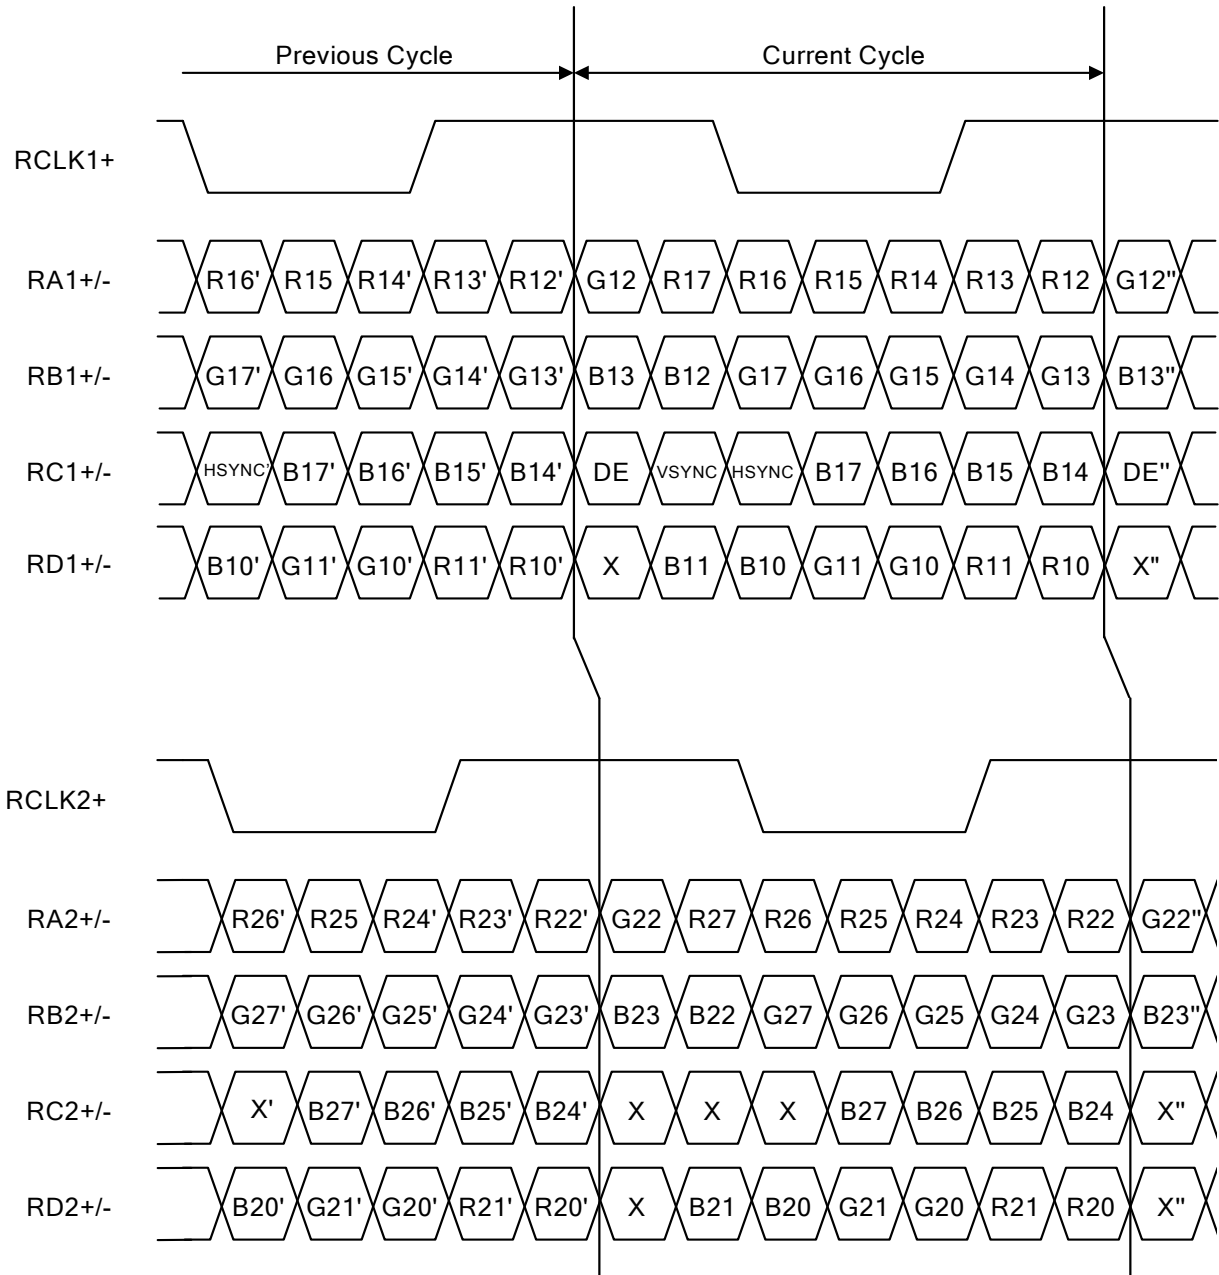 Previous Cycle Current Cycle
RCLK1+
RA1+/- R16' R15 R14' R13' R12' G12 R17 R16 R15 R14 R13 R12 G12"
RB1+/- G17' G16 G15' G14' G13' B13 B12 G17 G16 G15 G14 G13 B13"
RC1+/- HSYNC' B17' B16' B15' B14' DE VSYNC HSYNC B17 B16 B15 B14 DE"
RD1+/- B10' G11' G10' R11' R10' X B11 B10 G11 G10 R11 R10 X"
RCLK2+
RA2+/- R26' R25 R24' R23' R22' G22 R27 R26 R25 R24 R23 R22 G22"
RB2+/- G27' G26' G25' G24' G23' B23 B22 G27 G26 G25 G24 G23 B23"
RC2+/- X' B27' B26' B25' B24' X X X B27 B26 B25 B24 X"
RD2+/- B20' G21' G20' R21' R20' X B21 B20 G21 G20 R21 R20 X"